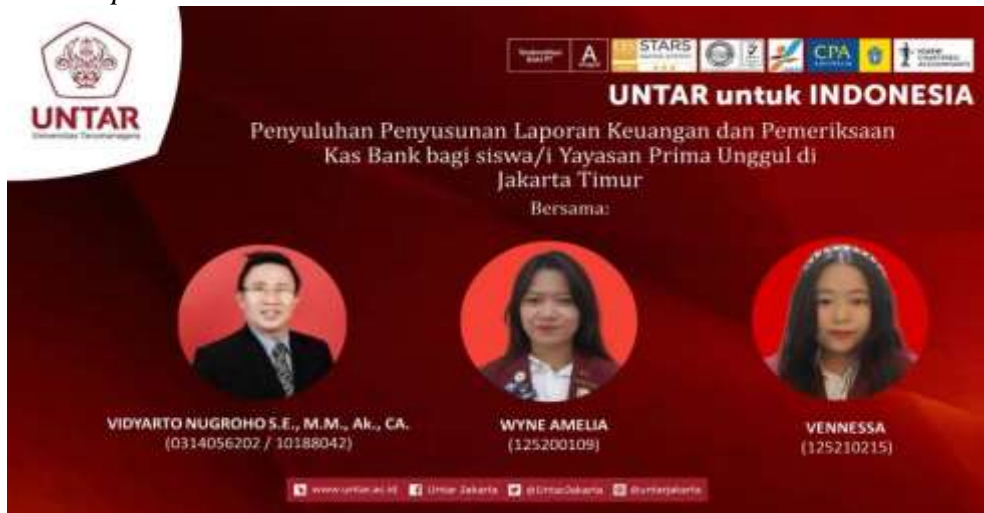 UNTAR
Universitas Tarumanagara
A
STARS
CPA
UNTAR untuk INDONESIA
Penyuluhan Penyusunan Laporan Keuangan dan Pemeriksaan
Kas Bank bagi siswa/i Yayasan Prima Unggul di
Jakarta Timur
Bersama:
VIDYARTO NUGROHO S.E., M.M., Ak., CA.
(0314056202 / 10188042)
WYNE AMELIA
(125200109)
VENNESSA
(125210215)
www.untar.ac.id Untar Jakarta @UntarJakarta @untarjakarta